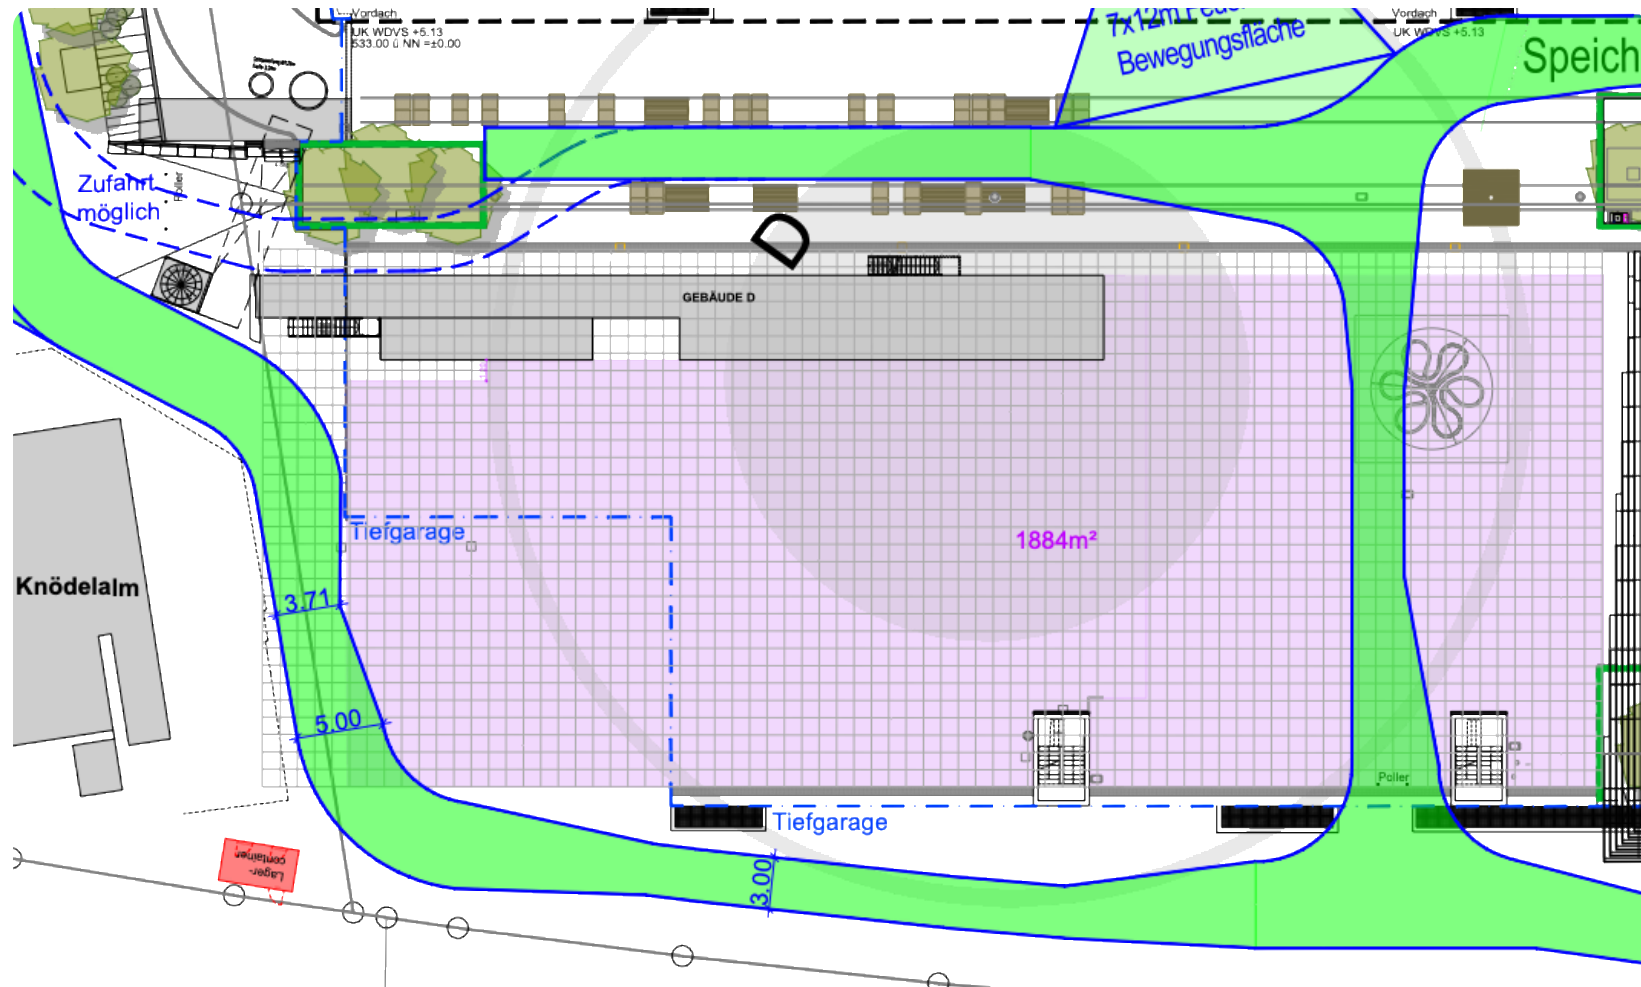 Vordach
UK WDVS +5.13
533.00 ü NN =±0.00
7x12m
Bewegungsfläche
Vordach
UK WDVS +5.13
Speich
Zufahrt
möglich
Poller
D
GEBÄUDE D
Tiefgarage
1884m²
Knödelalm
3.71
5.00
Poller
Tiefgarage
3.00
Lager-
container